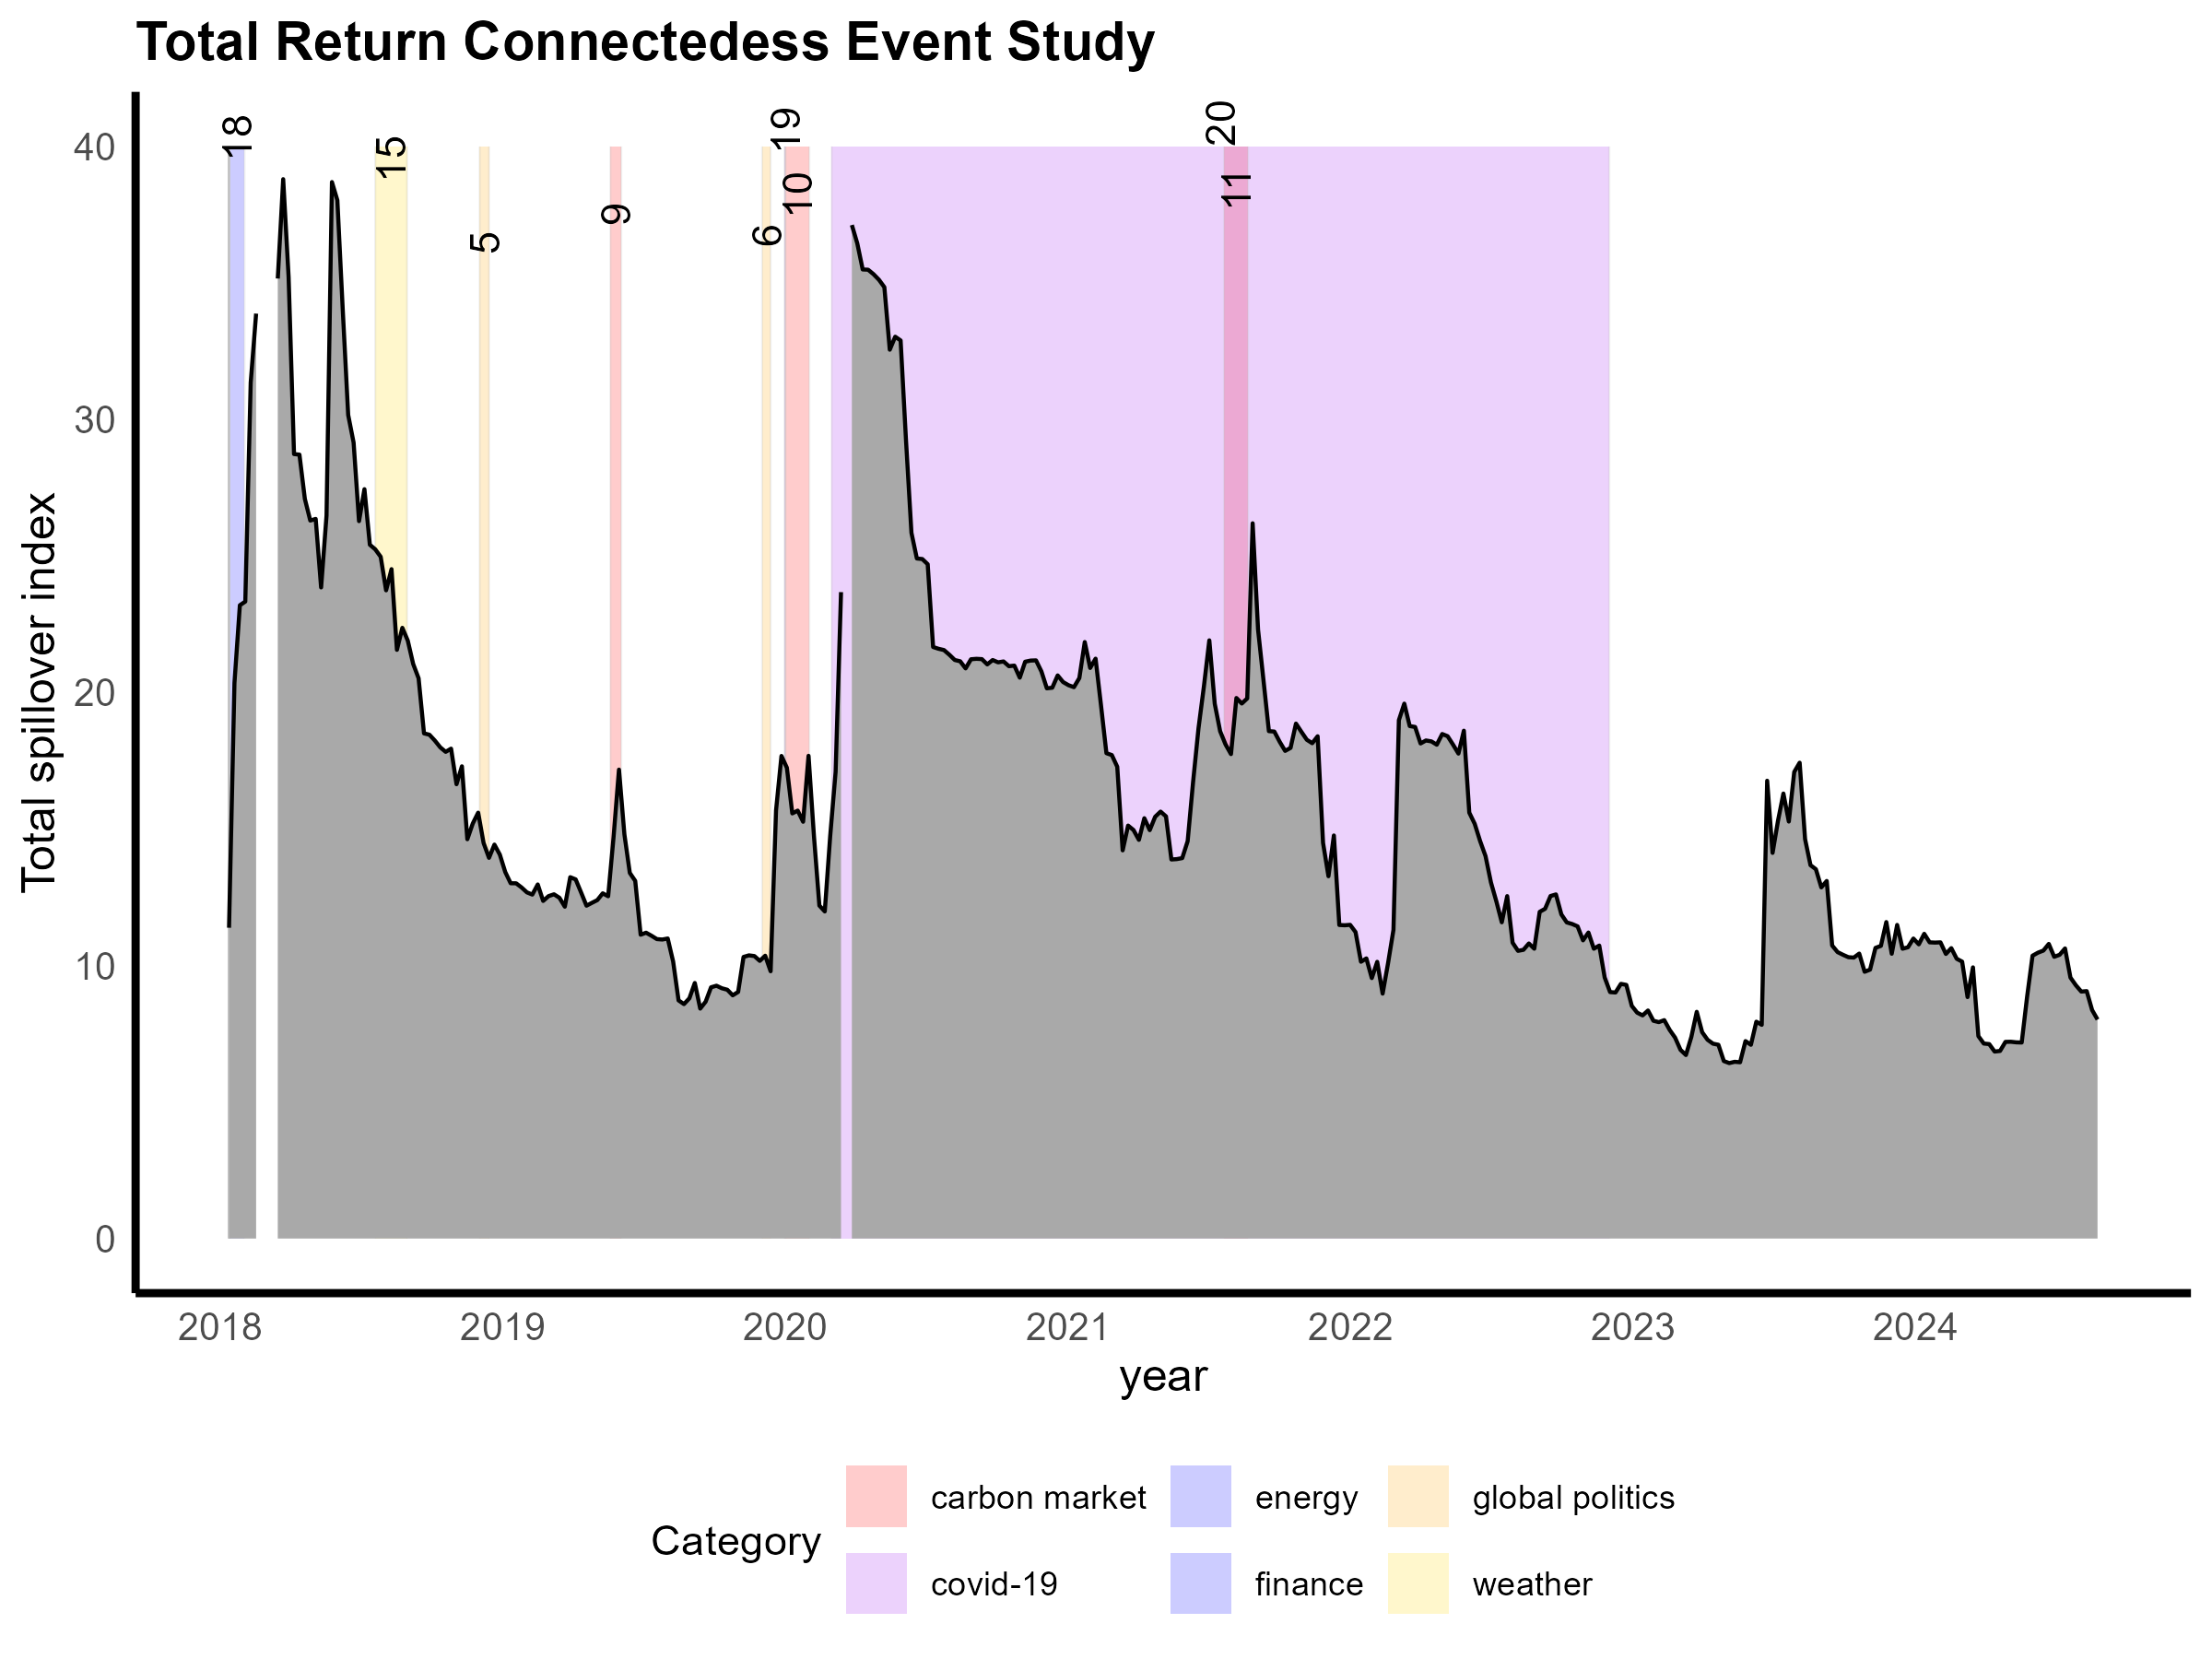 Total Return Connectedess Event Study
Total spillover index
40
30
20
10
0
18
15
5
9
6
19
10
20
11
2018 2019 2020 2021 2022 2023 2024
year
Category
carbon market energy global politics
covid-19 finance weather